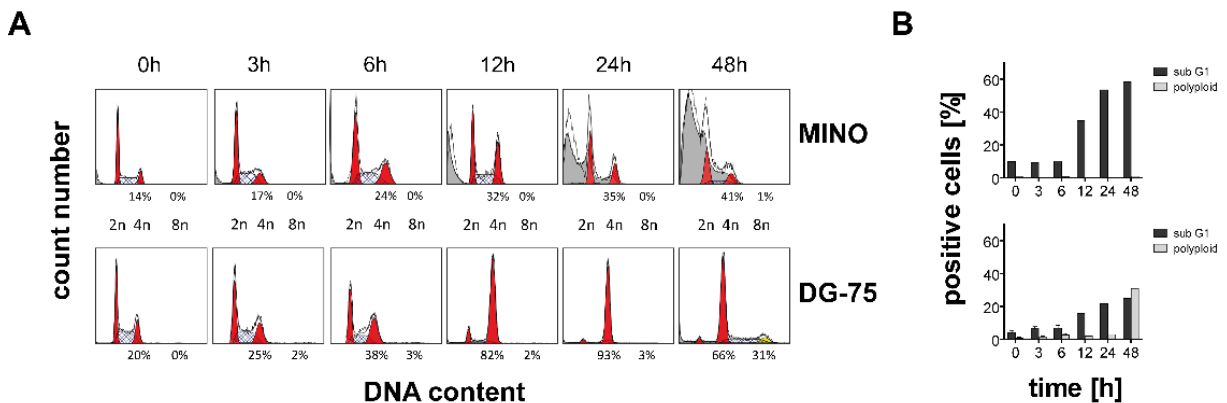 A
B
0h 3h 6h 12h 24h 48h
MINO
count number
14% 0% 17% 0% 24% 0% 32% 0% 35% 0% 41% 1%
2n 4n 8n 2n 4n 8n 2n 4n 8n 2n 4n 8n 2n 4n 8n 2n 4n 8n
DG-75
20% 0% 25% 2% 38% 3% 82% 2% 93% 3% 66% 31%
DNA content
positive cells [%]
60
40
20
0
sub G1
polyploid
0 3 6 12 24 48
60
40
20
0
sub G1
polyploid
0 3 6 12 24 48
time [h]